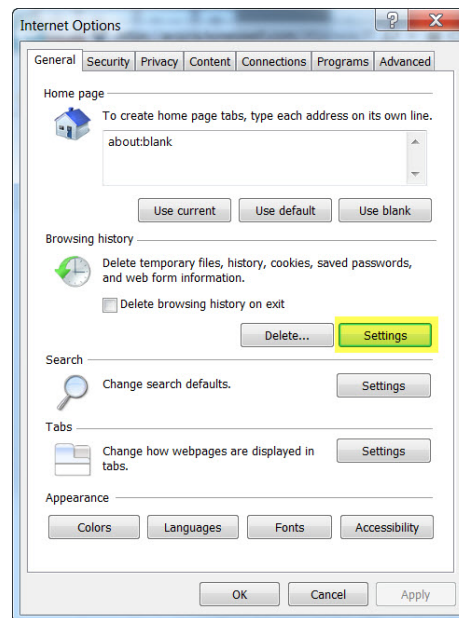 Internet Options
General Security Privacy Content Connections Programs Advanced
Home page
To create home page tabs, type each address on its own line.
about:blank
Use current Use default Use blank
Browsing history
Delete temporary files, history, cookies, saved passwords,
and web form information.
Delete browsing history on exit
Delete... Settings
Search
Change search defaults. Settings
Tabs
Change how webpages are displayed in
tabs.
Settings
Appearance
Colors Languages Fonts Accessibility
OK Cancel Apply